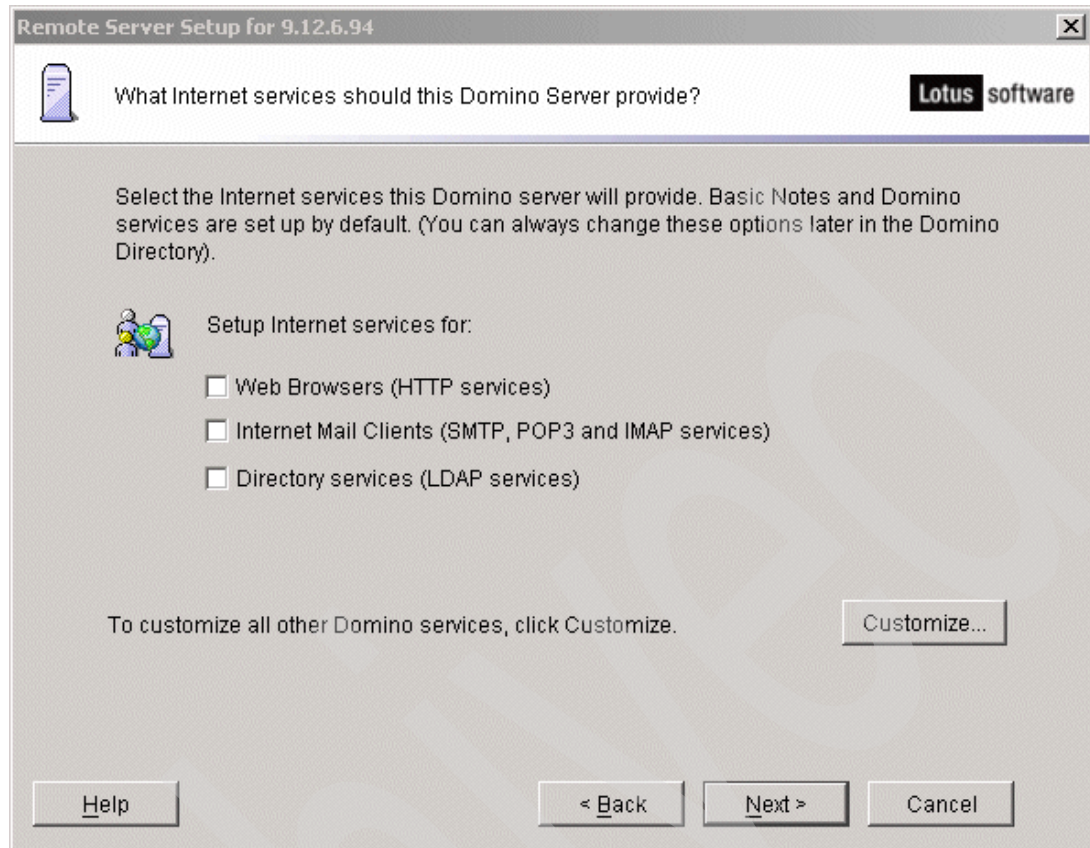 Remote Server Setup for 9.12.6.94
What Internet services should this Domino Server provide?
Lotus software
Select the Internet services this Domino server will provide. Basic Notes and Domino
services are set up by default. (You can always change these options later in the Domino
Directory).
Setup Internet services for:
Web Browsers (HTTP services)
Internet Mail Clients (SMTP, POP3 and IMAP services)
Directory services (LDAP services)
To customize all other Domino services, click Customize.
Customize...
Help
< Back
Next >
Cancel